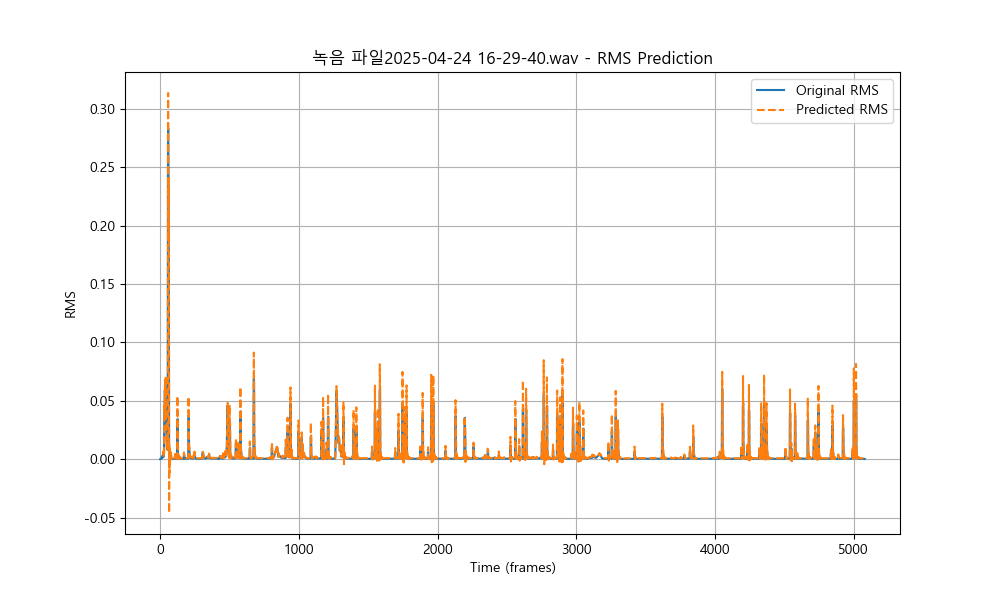 녹음 파일2025-04-24 16-29-40.wav - RMS Prediction
Original RMS
Predicted RMS
0.30
0.25
0.20
0.15
0.10
0.05
0.00
-0.05
RMS
0 1000 2000 3000 4000 5000
Time (frames)